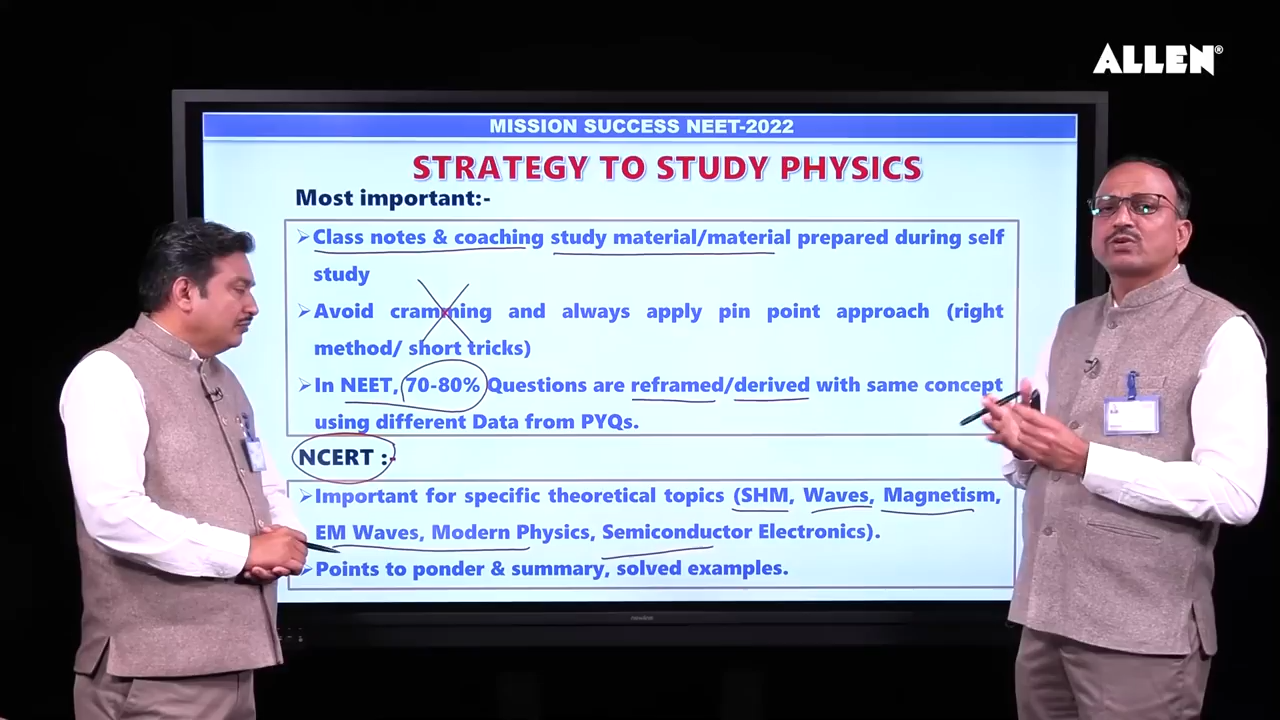 ALLEN®
MISSION SUCCESS NEET-2022
STRATEGY TO STUDY PHYSICS
Most important:-
➢Class notes & coaching study material/material prepared during self
study
➢Avoid cramming and always apply pin point approach (right
method/ short tricks)
➢In NEET, 70-80% Questions are reframed/derived with same concept
using different Data from PYQs.
NCERT :-
➢Important for specific theoretical topics (SHM, Waves, Magnetism,
EM Waves, Modern Physics, Semiconductor Electronics).
➢Points to ponder & summary, solved examples.
newline